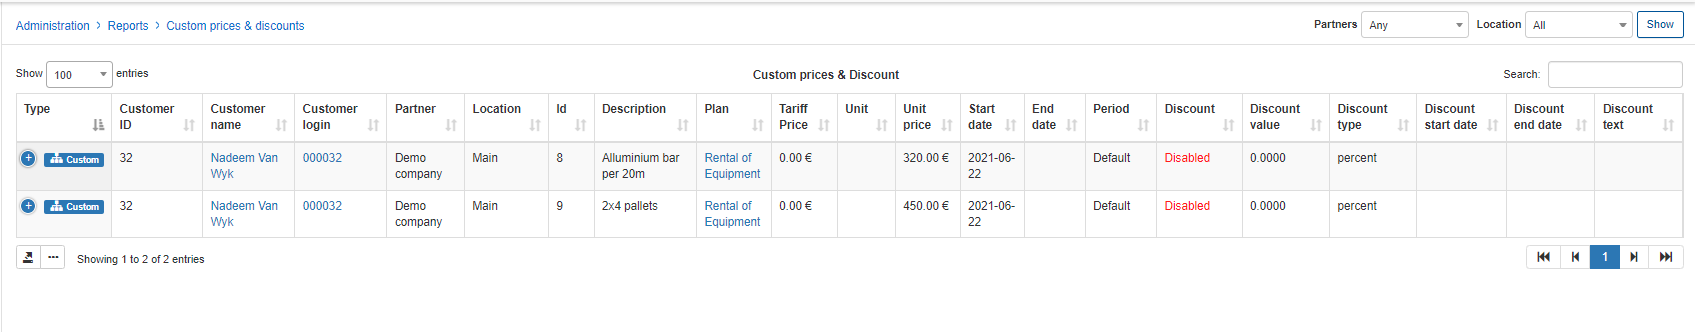 Administration > Reports > Custom prices & discounts
Partners Any Location All Show
Show 100 entries
Custom prices & Discount
Search:
Type Customer ID Customer name Customer login Partner Location Id Description Plan Tariff Price Unit Unit price Start date End date Period Discount Discount value Discount type Discount start date Discount end date Discount text
+ Custom 32 Nadeem Van Wyk 000032 Demo company Main 8 Alluminium bar per 20m Rental of Equipment 0.00 € 320.00 € 2021-06-22 Default Disabled 0.0000 percent
+ Custom 32 Nadeem Van Wyk 000032 Demo company Main 9 2x4 pallets Rental of Equipment 0.00 € 450.00 € 2021-06-22 Default Disabled 0.0000 percent
... Showing 1 to 2 of 2 entries
1